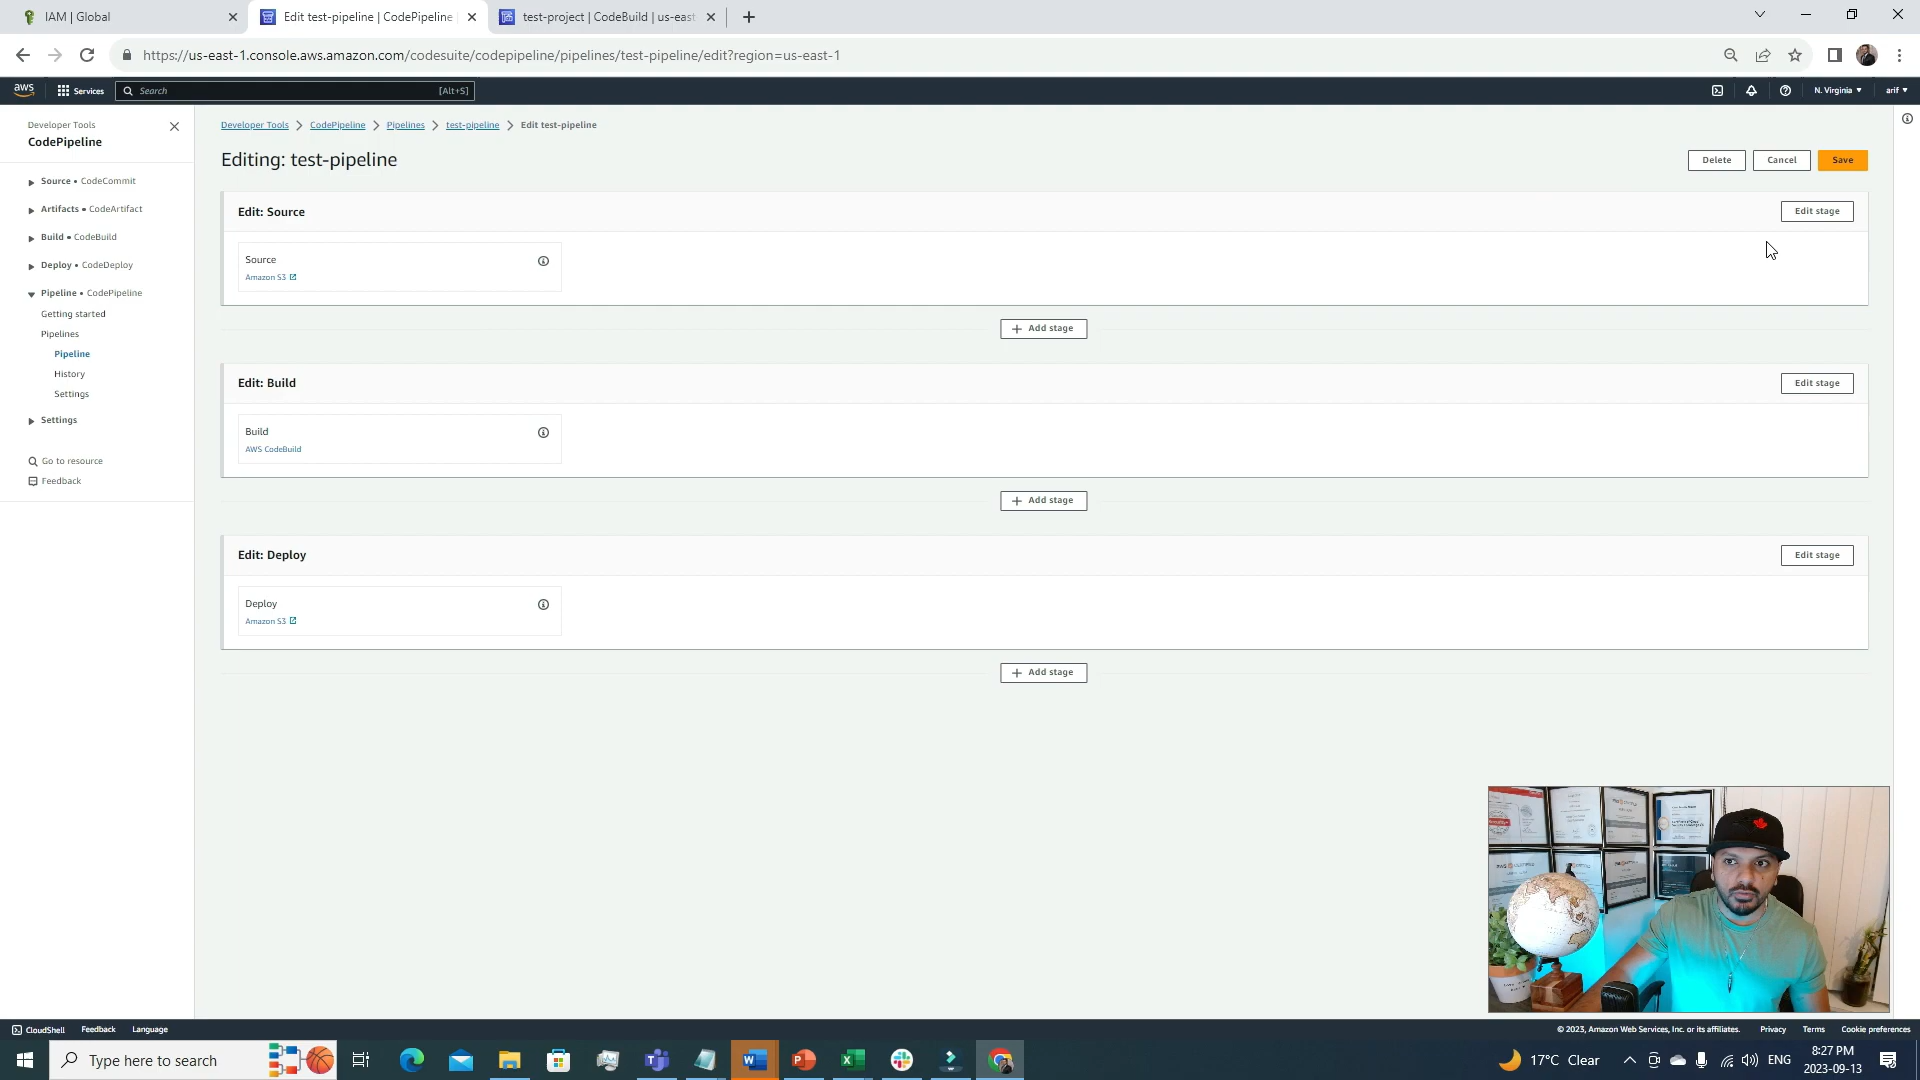 IAM | Global
Edit test-pipeline | CodePipeline
test-project | CodeBuild | us-east
https://us-east-1.console.aws.amazon.com/codesuite/codepipeline/pipelines/test-pipeline/edit?region=us-east-1
aws
Services
Search
[Alt+S]
N. Virginia
arif
Developer Tools
CodePipeline
Source • CodeCommit
Artifacts • CodeArtifact
Build • CodeBuild
Deploy • CodeDeploy
Pipeline • CodePipeline
Getting started
Pipelines
Pipeline
History
Settings
Settings
Go to resource
Feedback
Developer Tools > CodePipeline > Pipelines > test-pipeline > Edit test-pipeline
Editing: test-pipeline
Delete
Cancel
Save
Edit: Source
Edit stage
Source
Amazon S3
+ Add stage
Edit: Build
Edit stage
Build
AWS CodeBuild
+ Add stage
Edit: Deploy
Edit stage
Deploy
Amazon S3
+ Add stage
CloudShell
Feedback
Language
© 2023, Amazon Web Services, Inc. or its affiliates.
Privacy
Terms
Cookie preferences
Type here to search
17°C Clear
ENG
8:27 PM
2023-09-13